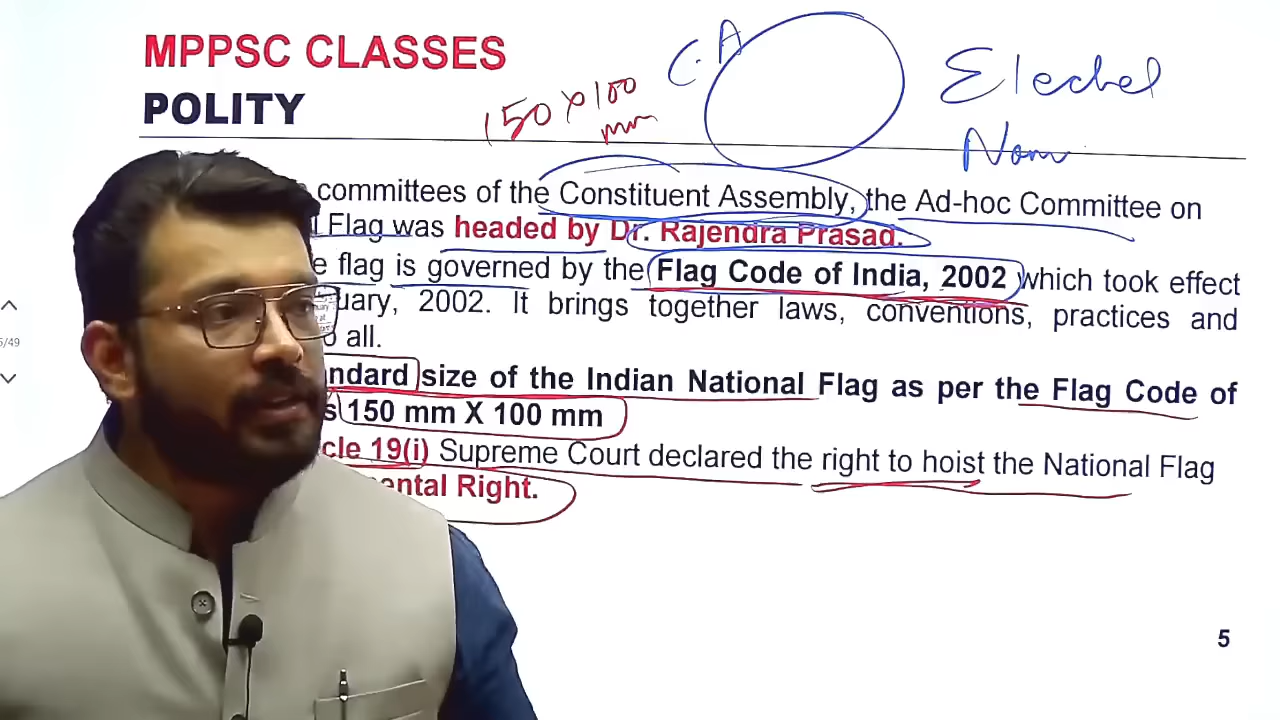 MPPSC CLASSES
POLITY
C.A
150 x 100
mm
Elected
Nom
committees of the Constituent Assembly, the Ad-hoc Committee on
Flag was headed by Dr. Rajendra Prasad.
flag is governed by the Flag Code of India, 2002 which took effect
uary, 2002. It brings together laws, conventions, practices and
all.
ndard size of the Indian National Flag as per the Flag Code of
s 150 mm X 100 mm
cle 19(i) Supreme Court declared the right to hoist the National Flag
ental Right.
/49
5